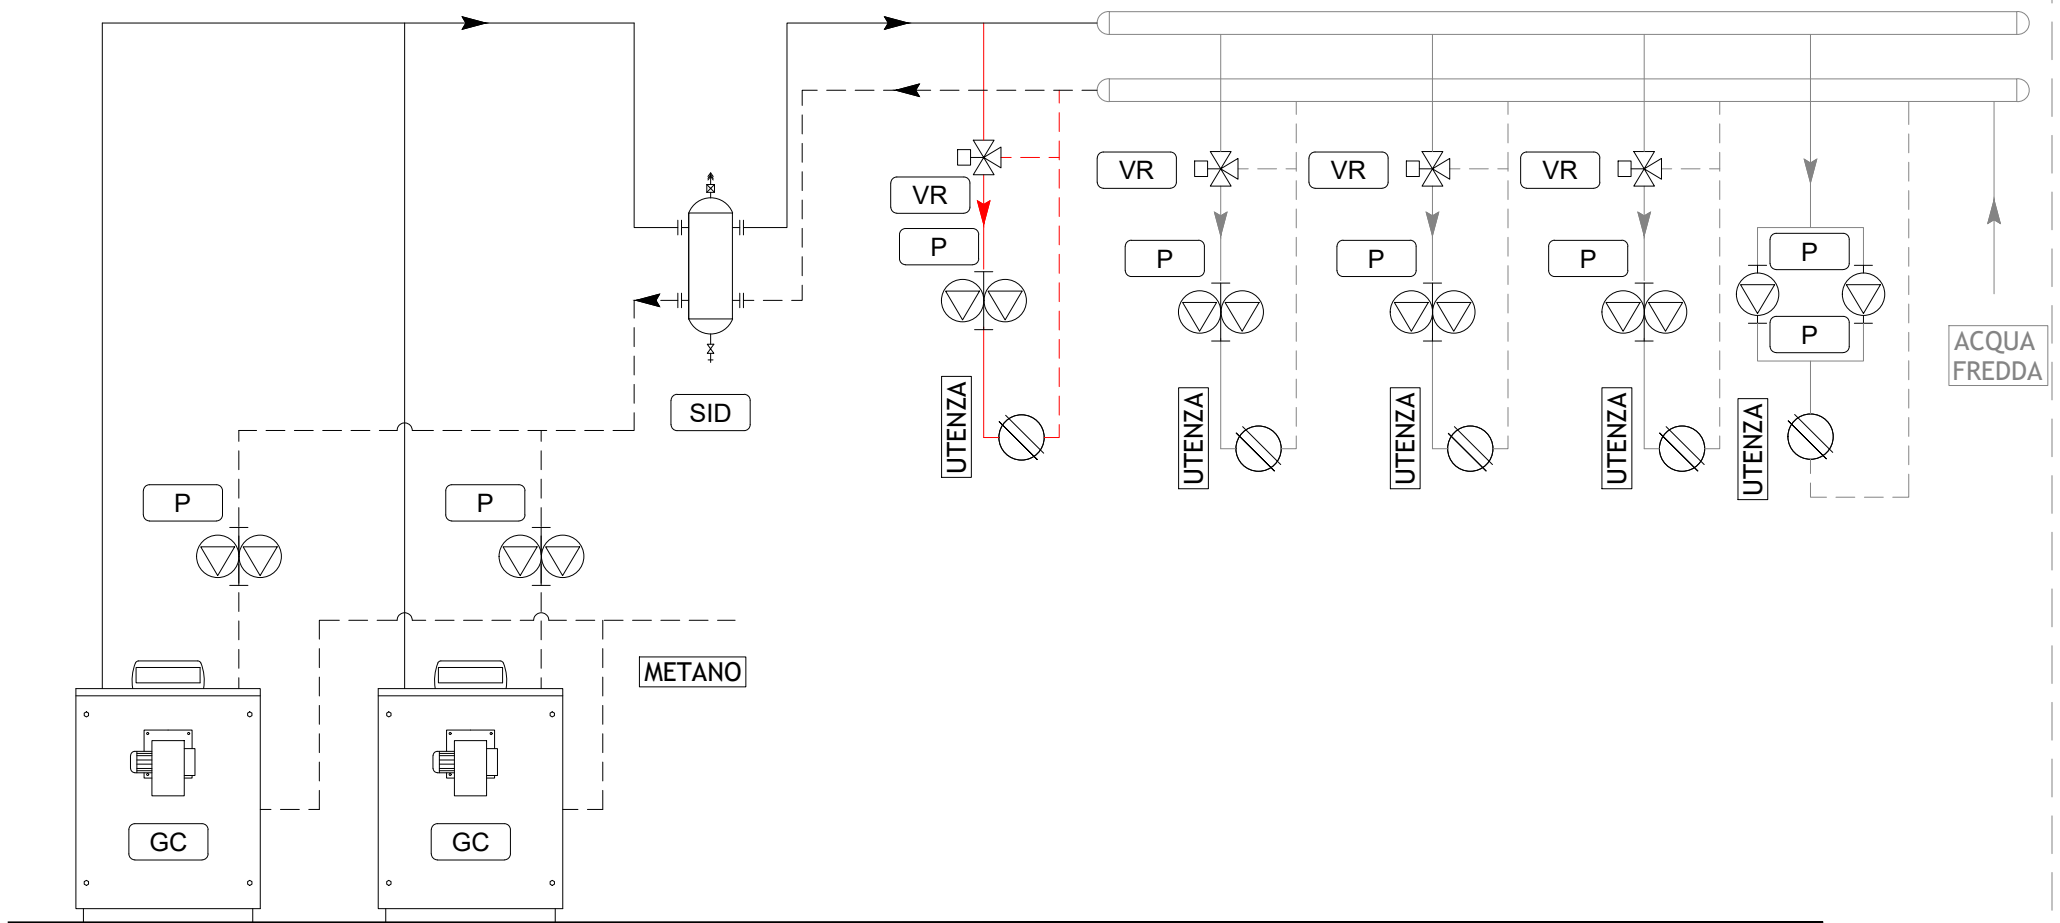 VR
VR
VR
VR
P
P
P
P
P
P
ACQUA
FREDDA
SID
UTENZA
UTENZA
UTENZA
UTENZA
UTENZA
P
P
METANO
GC
GC